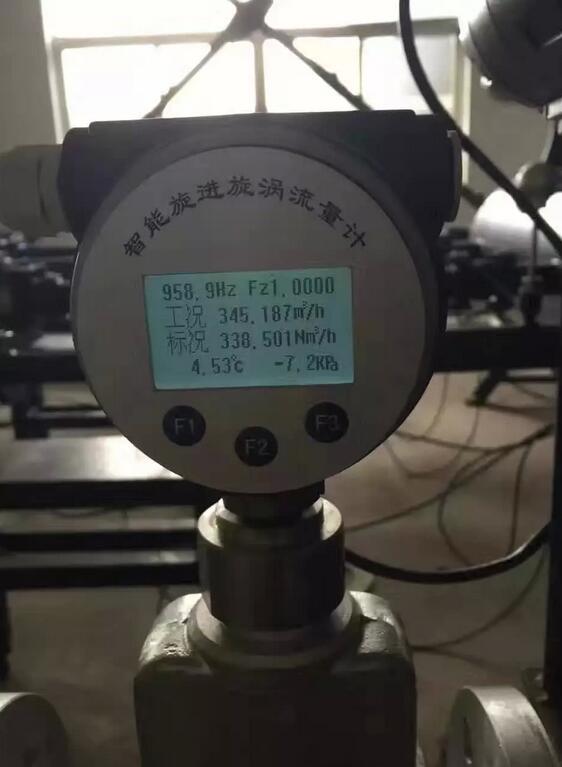 智能旋进旋涡流量计
958.9Hz Fz1.0000
工况 345.187m³/h
标况 338.501Nm³/h
4.53℃ -7.2KPa
F1 F2 F3